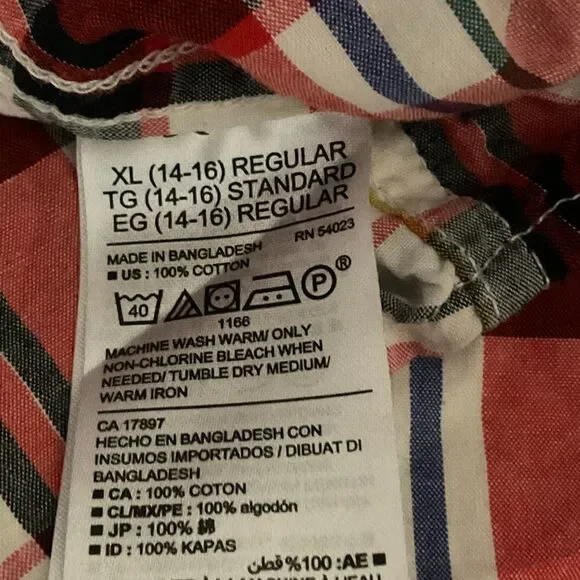 XL (14-16) REGULAR
TG (14-16) STANDARD
EG (14-16) REGULAR
MADE IN BANGLADESH RN 54023
■ US : 100% COTTON
40 P ®
1166
MACHINE WASH WARM/ ONLY
NON-CHLORINE BLEACH WHEN
NEEDED/ TUMBLE DRY MEDIUM/
WARM IRON
CA 17897
HECHO EN BANGLADESH CON
INSUMOS IMPORTADOS / DIBUAT DI
BANGLADESH
■ CA : 100% COTON
■ CL/MX/PE : 100% algodón
■ JP : 100% 綿
■ ID : 100% KAPAS
■ AE: 100% قطن